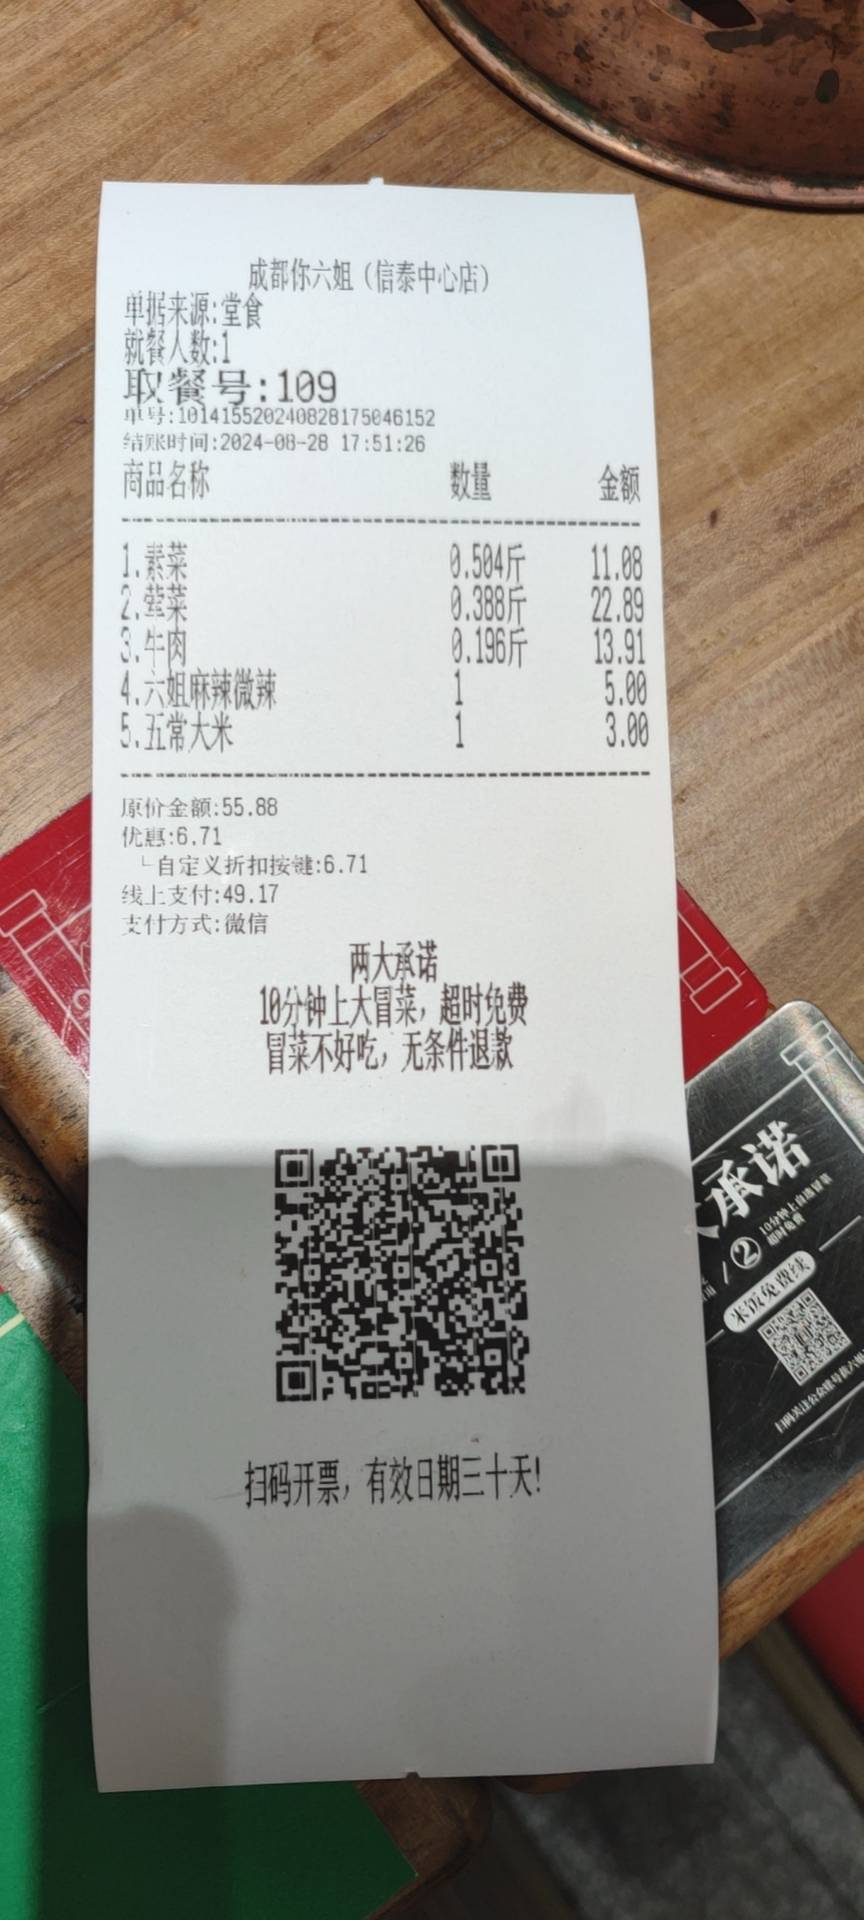 成都你六姐（信泰中心店）
单据来源:堂食
就餐人数:1
取餐号:109
单号:101415520240828175046152
结账时间:2024-08-28 17:51:26
商品名称 数量 金额
1.素菜 0.504斤 11.08
2.荤菜 0.388斤 22.89
3.牛肉 0.196斤 13.91
4.六姐麻辣微辣 1 5.00
5.五常大米 1 3.00
原价金额:55.88
优惠:6.71
└自定义折扣按键:6.71
线上支付:49.17
支付方式:微信
两大承诺
10分钟上大冒菜，超时免费
冒菜不好吃，无条件退款
扫码开票，有效日期三十天!
承诺
/ ②
超时免费
米饭免费续